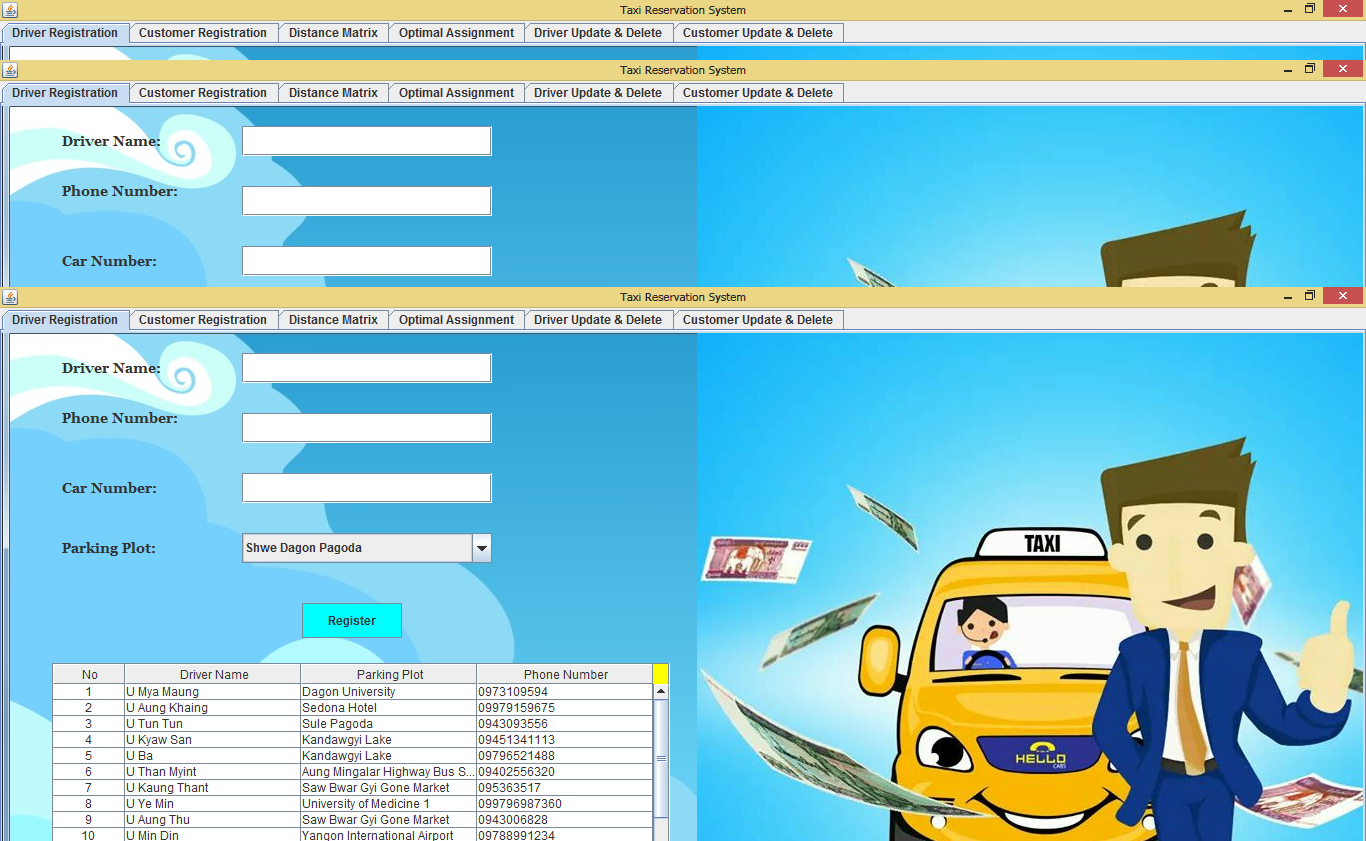 Taxi Reservation System
Driver Registration Customer Registration Distance Matrix Optimal Assignment Driver Update & Delete Customer Update & Delete
Taxi Reservation System
Driver Registration Customer Registration Distance Matrix Optimal Assignment Driver Update & Delete Customer Update & Delete
Driver Name:
Phone Number:
Car Number:
Taxi Reservation System
Driver Registration Customer Registration Distance Matrix Optimal Assignment Driver Update & Delete Customer Update & Delete
Driver Name:
Phone Number:
Car Number:
Parking Plot: Shwe Dagon Pagoda
Register
No Driver Name Parking Plot Phone Number
1 U Mya Maung Dagon University 0973109594
2 U Aung Khaing Sedona Hotel 09979159675
3 U Tun Tun Sule Pagoda 0943093556
4 U Kyaw San Kandawgyi Lake 09451341113
5 U Ba Kandawgyi Lake 09796521488
6 U Than Myint Aung Mingalar Highway Bus S... 09402556320
7 U Kaung Thant Saw Bwar Gyi Gone Market 095363517
8 U Ye Min University of Medicine 1 099796987360
9 U Aung Thu Saw Bwar Gyi Gone Market 0943006828
10 U Min Din Yangon International Airport 09788991234
TAXI
HELLO
CABS